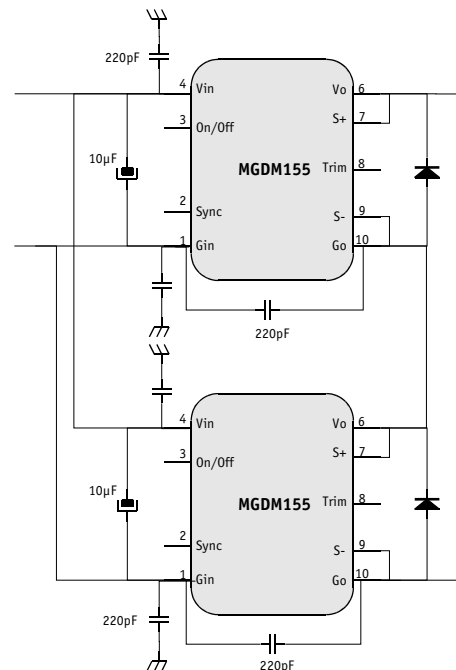 220pF
4 Vin
Vo 6
3 On/Off
S+ 7
10µF
MGDM155
Trim 8
2 Sync
S- 9
1 Gin
Go 10
220pF
4 Vin
Vo 6
3 On/Off
S+ 7
10µF
MGDM155
Trim 8
2 Sync
S- 9
1 Gin
Go 10
220pF
220pF